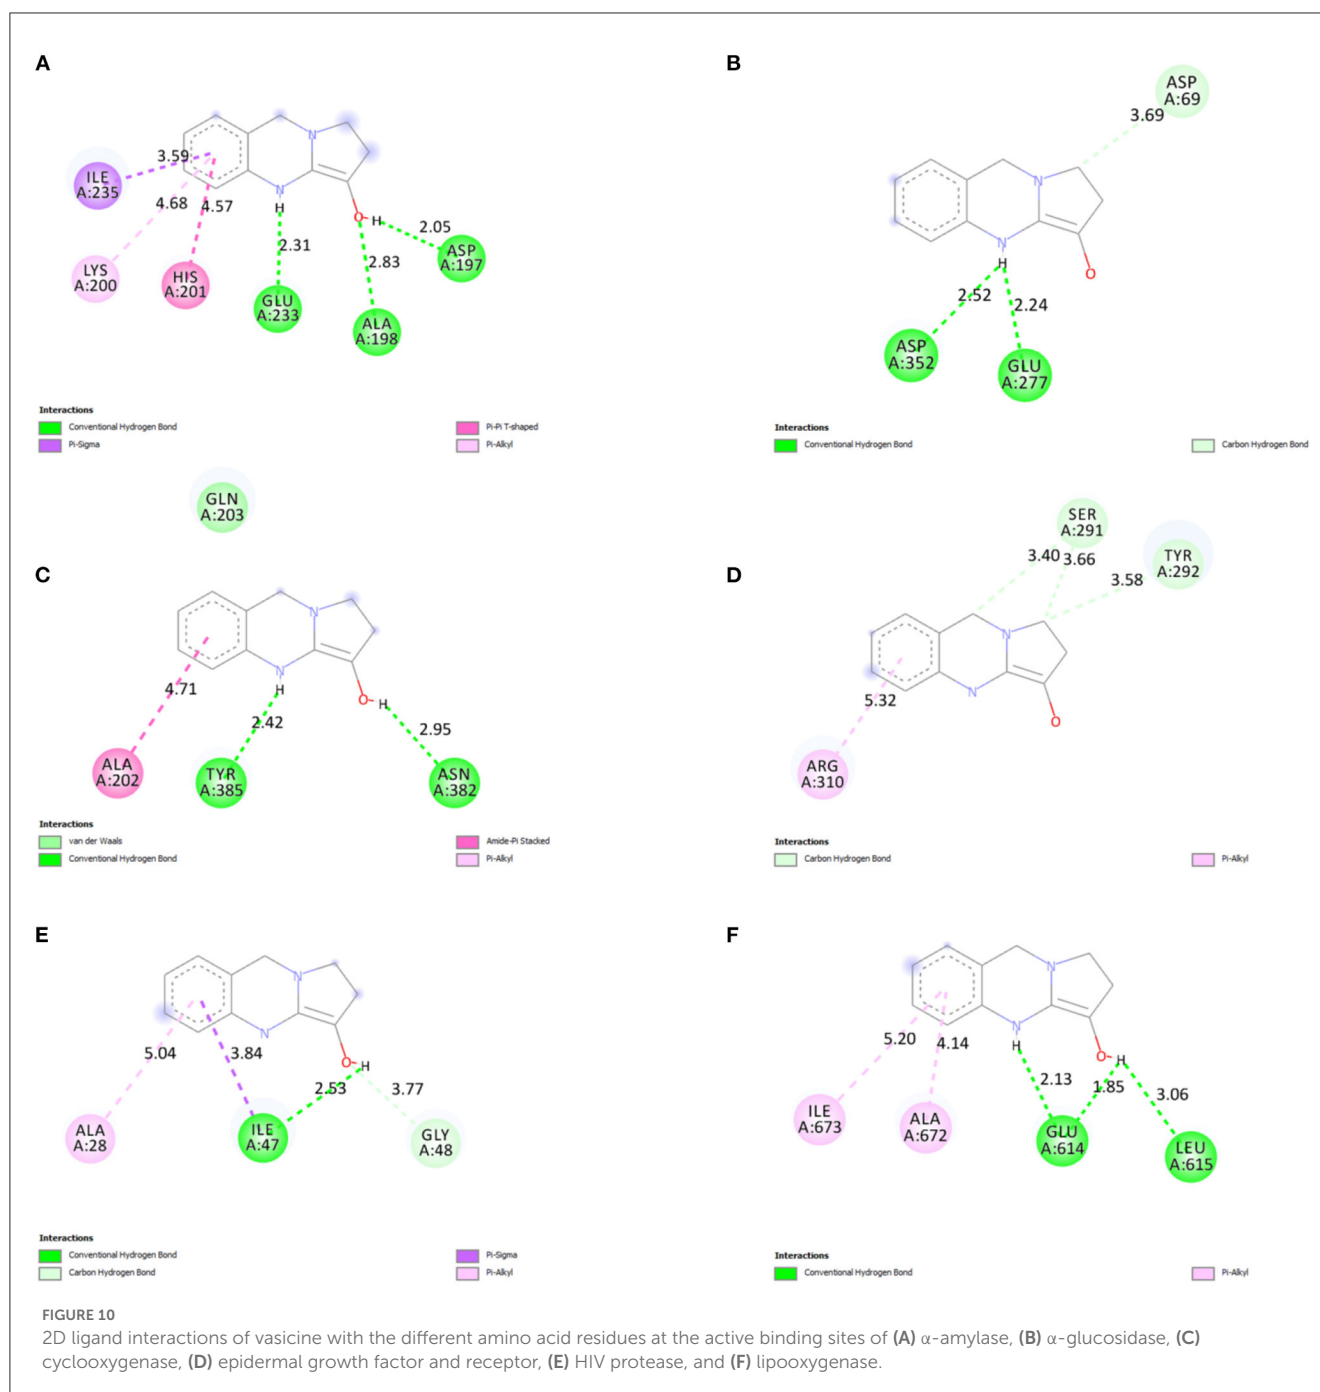 A
N
N
H
O
H
3.59
4.68
4.57
2.31
2.83
2.05
ILE
A:235
LYS
A:200
HIS
A:201
GLU
A:233
ALA
A:198
ASP
A:197
Interactions
Conventional Hydrogen Bond
Pi-Sigma
Pi-Pi T-shaped
Pi-Alkyl
B
ASP
A:69
3.69
N
N
H
O
2.52
2.24
ASP
A:352
GLU
A:277
Interactions
Conventional Hydrogen Bond
Carbon Hydrogen Bond
C
GLN
A:203
N
N
H
O
H
4.71
2.42
2.95
ALA
A:202
TYR
A:385
ASN
A:382
Interactions
van der Waals
Conventional Hydrogen Bond
Amide-Pi Stacked
Pi-Alkyl
D
SER
A:291
TYR
A:292
3.40
3.66
3.58
N
N
O
5.32
ARG
A:310
Interactions
Carbon Hydrogen Bond
Pi-Alkyl
E
N
N
O
H
5.04
3.84
2.53
3.77
ALA
A:28
ILE
A:47
GLY
A:48
Interactions
Conventional Hydrogen Bond
Carbon Hydrogen Bond
Pi-Sigma
Pi-Alkyl
F
N
N
H
O
H
5.20
4.14
2.13
1.85
3.06
ILE
A:673
ALA
A:672
GLU
A:614
LEU
A:615
Interactions
Conventional Hydrogen Bond
Pi-Alkyl
FIGURE 10
2D ligand interactions of vasicine with the different amino acid residues at the active binding sites of (A) α-amylase, (B) α-glucosidase, (C)
cyclooxygenase, (D) epidermal growth factor and receptor, (E) HIV protease, and (F) lipooxygenase.